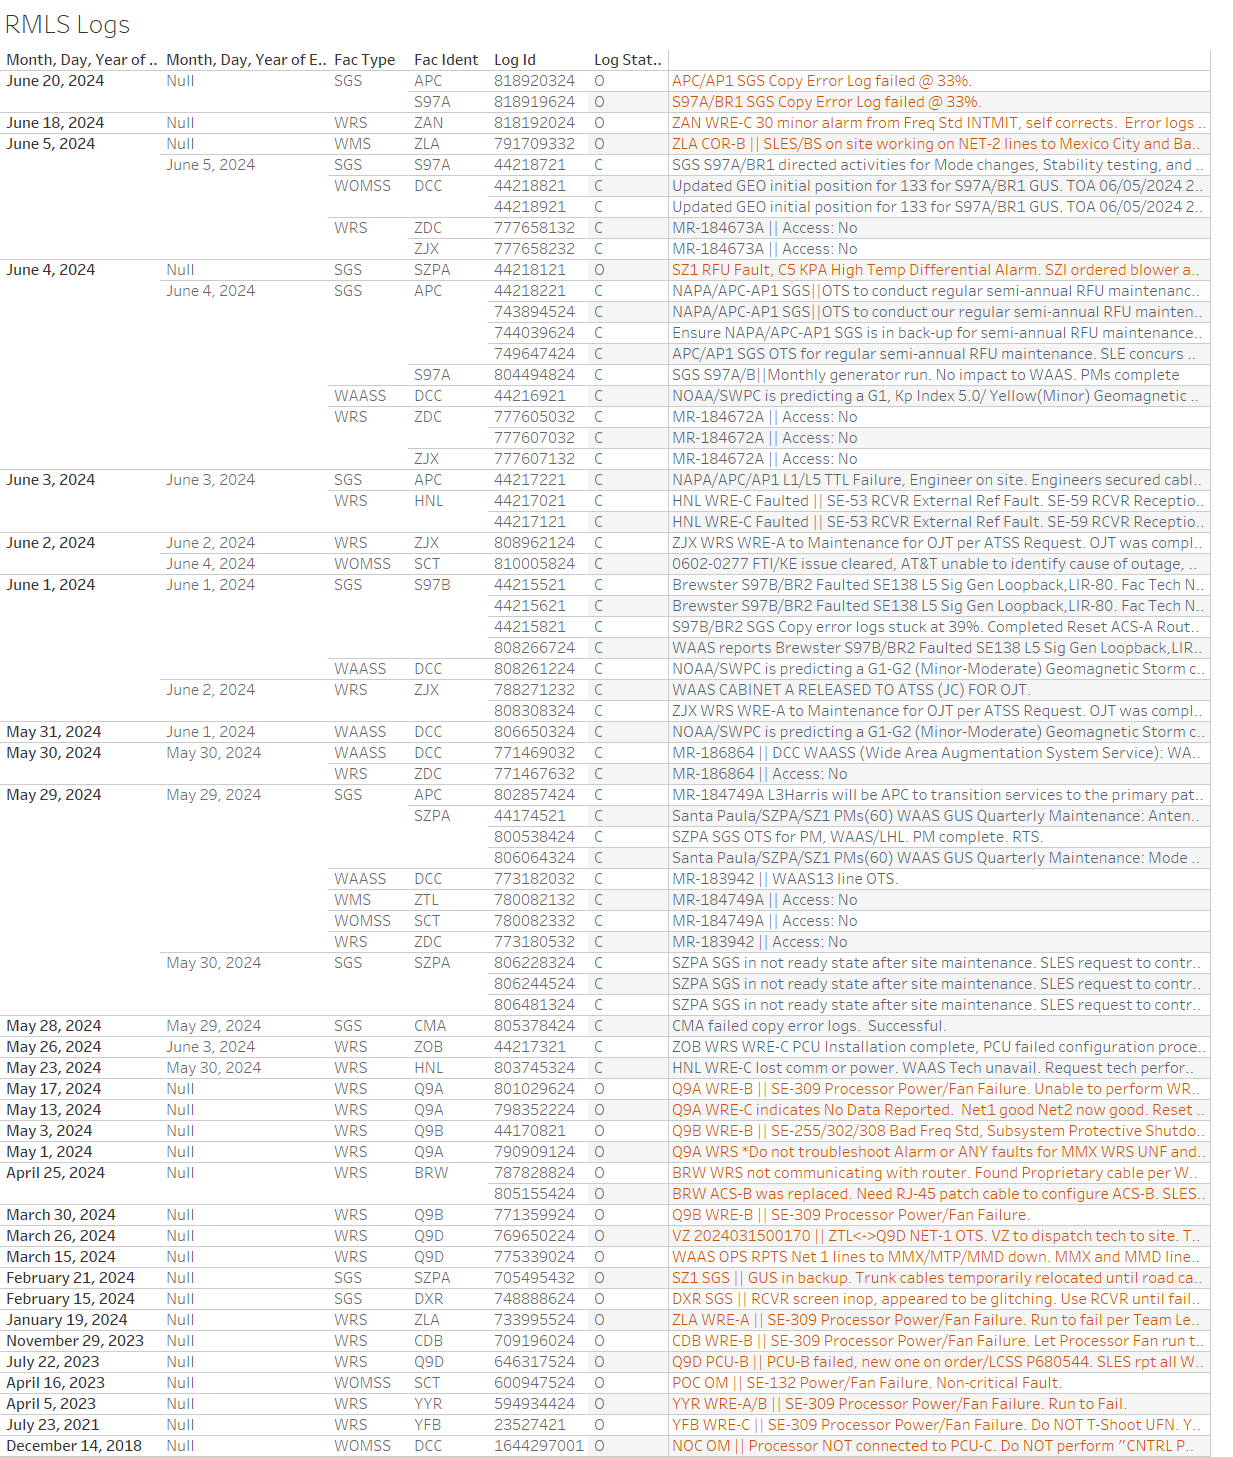 RMLS Logs
Month, Day, Year of .. Month, Day, Year of E.. Fac Type Fac Ident Log Id Log Stat..
June 20, 2024 Null SGS APC 818920324 O APC/AP1 SGS Copy Error Log failed @ 33%.
S97A 818919624 O S97A/BR1 SGS Copy Error Log failed @ 33%.
June 18, 2024 Null WRS ZAN 818192024 O ZAN WRE-C 30 minor alarm from Freq Std INTMIT, self corrects.  Error logs ..
June 5, 2024 Null WMS ZLA 791709332 O ZLA COR-B || SLES/BS on site working on NET-2 lines to Mexico City and Ba..
June 5, 2024 SGS S97A 44218721 C SGS S97A/BR1 directed activities for Mode changes, Stability testing, and ..
WOMSS DCC 44218821 C Updated GEO initial position for 133 for S97A/BR1 GUS. TOA 06/05/2024 2..
44218921 C Updated GEO initial position for 133 for S97A/BR1 GUS. TOA 06/05/2024 2..
WRS ZDC 777658132 C MR-184673A || Access: No
ZJX 777658232 C MR-184673A || Access: No
June 4, 2024 Null SGS SZPA 44218121 O SZ1 RFU Fault, C5 KPA High Temp Differential Alarm. SZI ordered blower a..
June 4, 2024 SGS APC 44218221 C NAPA/APC-AP1 SGS||OTS to conduct regular semi-annual RFU maintenanc..
743894524 C NAPA/APC-AP1 SGS||OTS to conduct our regular semi-annual RFU mainten..
744039624 C Ensure NAPA/APC-AP1 SGS is in back-up for semi-annual RFU maintenance..
749647424 C APC/AP1 SGS OTS for regular semi-annual RFU maintenance. SLE concurs ..
S97A 804494824 C SGS S97A/B||Monthly generator run. No impact to WAAS. PMs complete
WAASS DCC 44216921 C NOAA/SWPC is predicting a G1, Kp Index 5.0/ Yellow(Minor) Geomagnetic ..
WRS ZDC 777605032 C MR-184672A || Access: No
777607032 C MR-184672A || Access: No
ZJX 777607132 C MR-184672A || Access: No
June 3, 2024 June 3, 2024 SGS APC 44217221 C NAPA/APC/AP1 L1/L5 TTL Failure, Engineer on site. Engineers secured cabl..
WRS HNL 44217021 C HNL WRE-C Faulted || SE-53 RCVR External Ref Fault. SE-59 RCVR Receptio..
44217121 C HNL WRE-C Faulted || SE-53 RCVR External Ref Fault. SE-59 RCVR Receptio..
June 2, 2024 June 2, 2024 WRS ZJX 808962124 C ZJX WRS WRE-A to Maintenance for OJT per ATSS Request. OJT was compl..
June 4, 2024 WOMSS SCT 810005824 C 0602-0277 FTI/KE issue cleared, AT&T unable to identify cause of outage, ..
June 1, 2024 June 1, 2024 SGS S97B 44215521 C Brewster S97B/BR2 Faulted SE138 L5 Sig Gen Loopback,LIR-80. Fac Tech N..
44215621 C Brewster S97B/BR2 Faulted SE138 L5 Sig Gen Loopback,LIR-80. Fac Tech N..
44215821 C S97B/BR2 SGS Copy error logs stuck at 39%. Completed Reset ACS-A Rout..
808266724 C WAAS reports Brewster S97B/BR2 Faulted SE138 L5 Sig Gen Loopback,LIR..
WAASS DCC 808261224 C NOAA/SWPC is predicting a G1-G2 (Minor-Moderate) Geomagnetic Storm c..
June 2, 2024 WRS ZJX 788271232 C WAAS CABINET A RELEASED TO ATSS (JC) FOR OJT.
808308324 C ZJX WRS WRE-A to Maintenance for OJT per ATSS Request. OJT was compl..
May 31, 2024 June 1, 2024 WAASS DCC 806650324 C NOAA/SWPC is predicting a G1-G2 (Minor-Moderate) Geomagnetic Storm c..
May 30, 2024 May 30, 2024 WAASS DCC 771469032 C MR-186864 || DCC WAASS (Wide Area Augmentation System Service): WA..
WRS ZDC 771467632 C MR-186864 || Access: No
May 29, 2024 May 29, 2024 SGS APC 802857424 C MR-184749A L3Harris will be APC to transition services to the primary pat..
SZPA 44174521 C Santa Paula/SZPA/SZ1 PMs(60) WAAS GUS Quarterly Maintenance: Anten..
800538424 C SZPA SGS OTS for PM, WAAS/LHL. PM complete. RTS.
806064324 C Santa Paula/SZPA/SZ1 PMs(60) WAAS GUS Quarterly Maintenance: Mode ..
WAASS DCC 773182032 C MR-183942 || WAAS13 line OTS.
WMS ZTL 780082132 C MR-184749A || Access: No
WOMSS SCT 780082332 C MR-184749A || Access: No
WRS ZDC 773180532 C MR-183942 || Access: No
May 30, 2024 SGS SZPA 806228324 C SZPA SGS in not ready state after site maintenance. SLES request to contr..
806244524 C SZPA SGS in not ready state after site maintenance. SLES request to contr..
806481324 C SZPA SGS in not ready state after site maintenance. SLES request to contr..
May 28, 2024 May 29, 2024 SGS CMA 805378424 C CMA failed copy error logs.  Successful.
May 26, 2024 June 3, 2024 WRS ZOB 44217321 C ZOB WRS WRE-C PCU Installation complete, PCU failed configuration proce..
May 23, 2024 May 30, 2024 WRS HNL 803745324 C HNL WRE-C lost comm or power. WAAS Tech unavail. Request tech perfor..
May 17, 2024 Null WRS Q9A 801029624 O Q9A WRE-B || SE-309 Processor Power/Fan Failure. Unable to perform WR..
May 13, 2024 Null WRS Q9A 798352224 O Q9A WRE-C indicates No Data Reported.  Net1 good Net2 now good. Reset ..
May 3, 2024 Null WRS Q9B 44170821 O Q9B WRE-B || SE-255/302/308 Bad Freq Std, Subsystem Protective Shutdo..
May 1, 2024 Null WRS Q9A 790909124 O Q9A WRS *Do not troubleshoot Alarm or ANY faults for MMX WRS UNF and..
April 25, 2024 Null WRS BRW 787828824 O BRW WRS not communicating with router. Found Proprietary cable per W..
805155424 O BRW ACS-B was replaced. Need RJ-45 patch cable to configure ACS-B. SLES..
March 30, 2024 Null WRS Q9B 771359924 O Q9B WRE-B || SE-309 Processor Power/Fan Failure.
March 26, 2024 Null WRS Q9D 769650224 O VZ 2024031500170 || ZTL<->Q9D NET-1 OTS. VZ to dispatch tech to site. T..
March 15, 2024 Null WRS Q9D 775339024 O WAAS OPS RPTS Net 1 lines to MMX/MTP/MMD down. MMX and MMD line..
February 21, 2024 Null SGS SZPA 705495432 O SZ1 SGS || GUS in backup. Trunk cables temporarily relocated until road ca..
February 15, 2024 Null SGS DXR 748888624 O DXR SGS || RCVR screen inop, appeared to be glitching. Use RCVR until fail..
January 19, 2024 Null WRS ZLA 733995524 O ZLA WRE-A || SE-309 Processor Power/Fan Failure. Run to fail per Team Le..
November 29, 2023 Null WRS CDB 709196024 O CDB WRE-B || SE-309 Processor Power/Fan Failure. Let Processor Fan run t..
July 22, 2023 Null WRS Q9D 646317524 O Q9D PCU-B || PCU-B failed, new one on order/LCSS P680544. SLES rpt all W..
April 16, 2023 Null WOMSS SCT 600947524 O POC OM || SE-132 Power/Fan Failure. Non-critical Fault.
April 5, 2023 Null WRS YYR 594934424 O YYR WRE-A/B || SE-309 Processor Power/Fan Failure. Run to Fail.
July 23, 2021 Null WRS YFB 23527421 O YFB WRE-C || SE-309 Processor Power/Fan Failure. Do NOT T-Shoot UFN. Y..
December 14, 2018 Null WOMSS DCC 1644297001 O NOC OM || Processor NOT connected to PCU-C. Do NOT perform "CNTRL P..